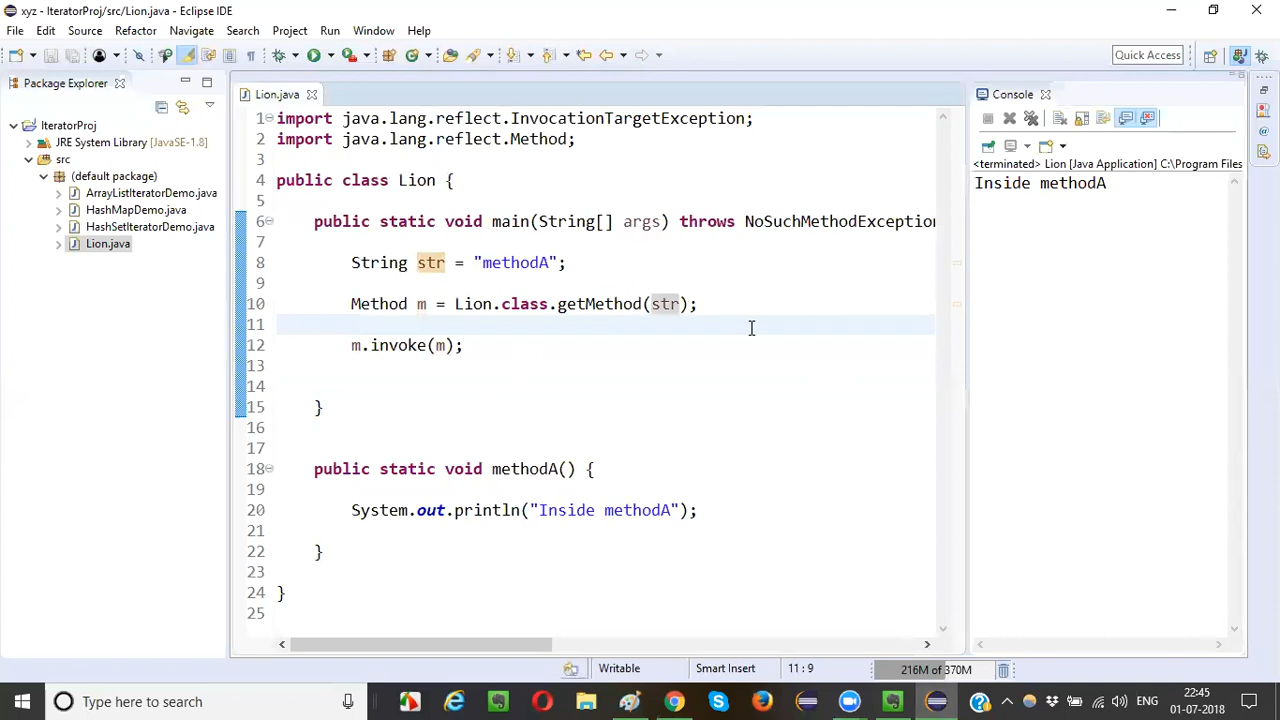 xyz - IteratorProj/src/Lion.java - Eclipse IDE
File Edit Source Refactor Navigate Search Project Run Window Help
Quick Access
Package Explorer
IteratorProj
JRE System Library [JavaSE-1.8]
src
(default package)
ArrayListIteratorDemo.java
HashMapDemo.java
HashSetIteratorDemo.java
Lion.java
Lion.java
1 import java.lang.reflect.InvocationTargetException;
2 import java.lang.reflect.Method;
3
4 public class Lion {
5
6 public static void main(String[] args) throws NoSuchMethodException
7
8 String str = "methodA";
9
10 Method m = Lion.class.getMethod(str);
11
12 m.invoke(m);
13
14
15 }
16
17
18 public static void methodA() {
19
20 System.out.println("Inside methodA");
21
22 }
23
24 }
25
Console
<terminated> Lion [Java Application] C:\Program Files
Inside methodA
Writable Smart Insert 11 : 9 216M of 370M
Type here to search
ENG
22:45
01-07-2018